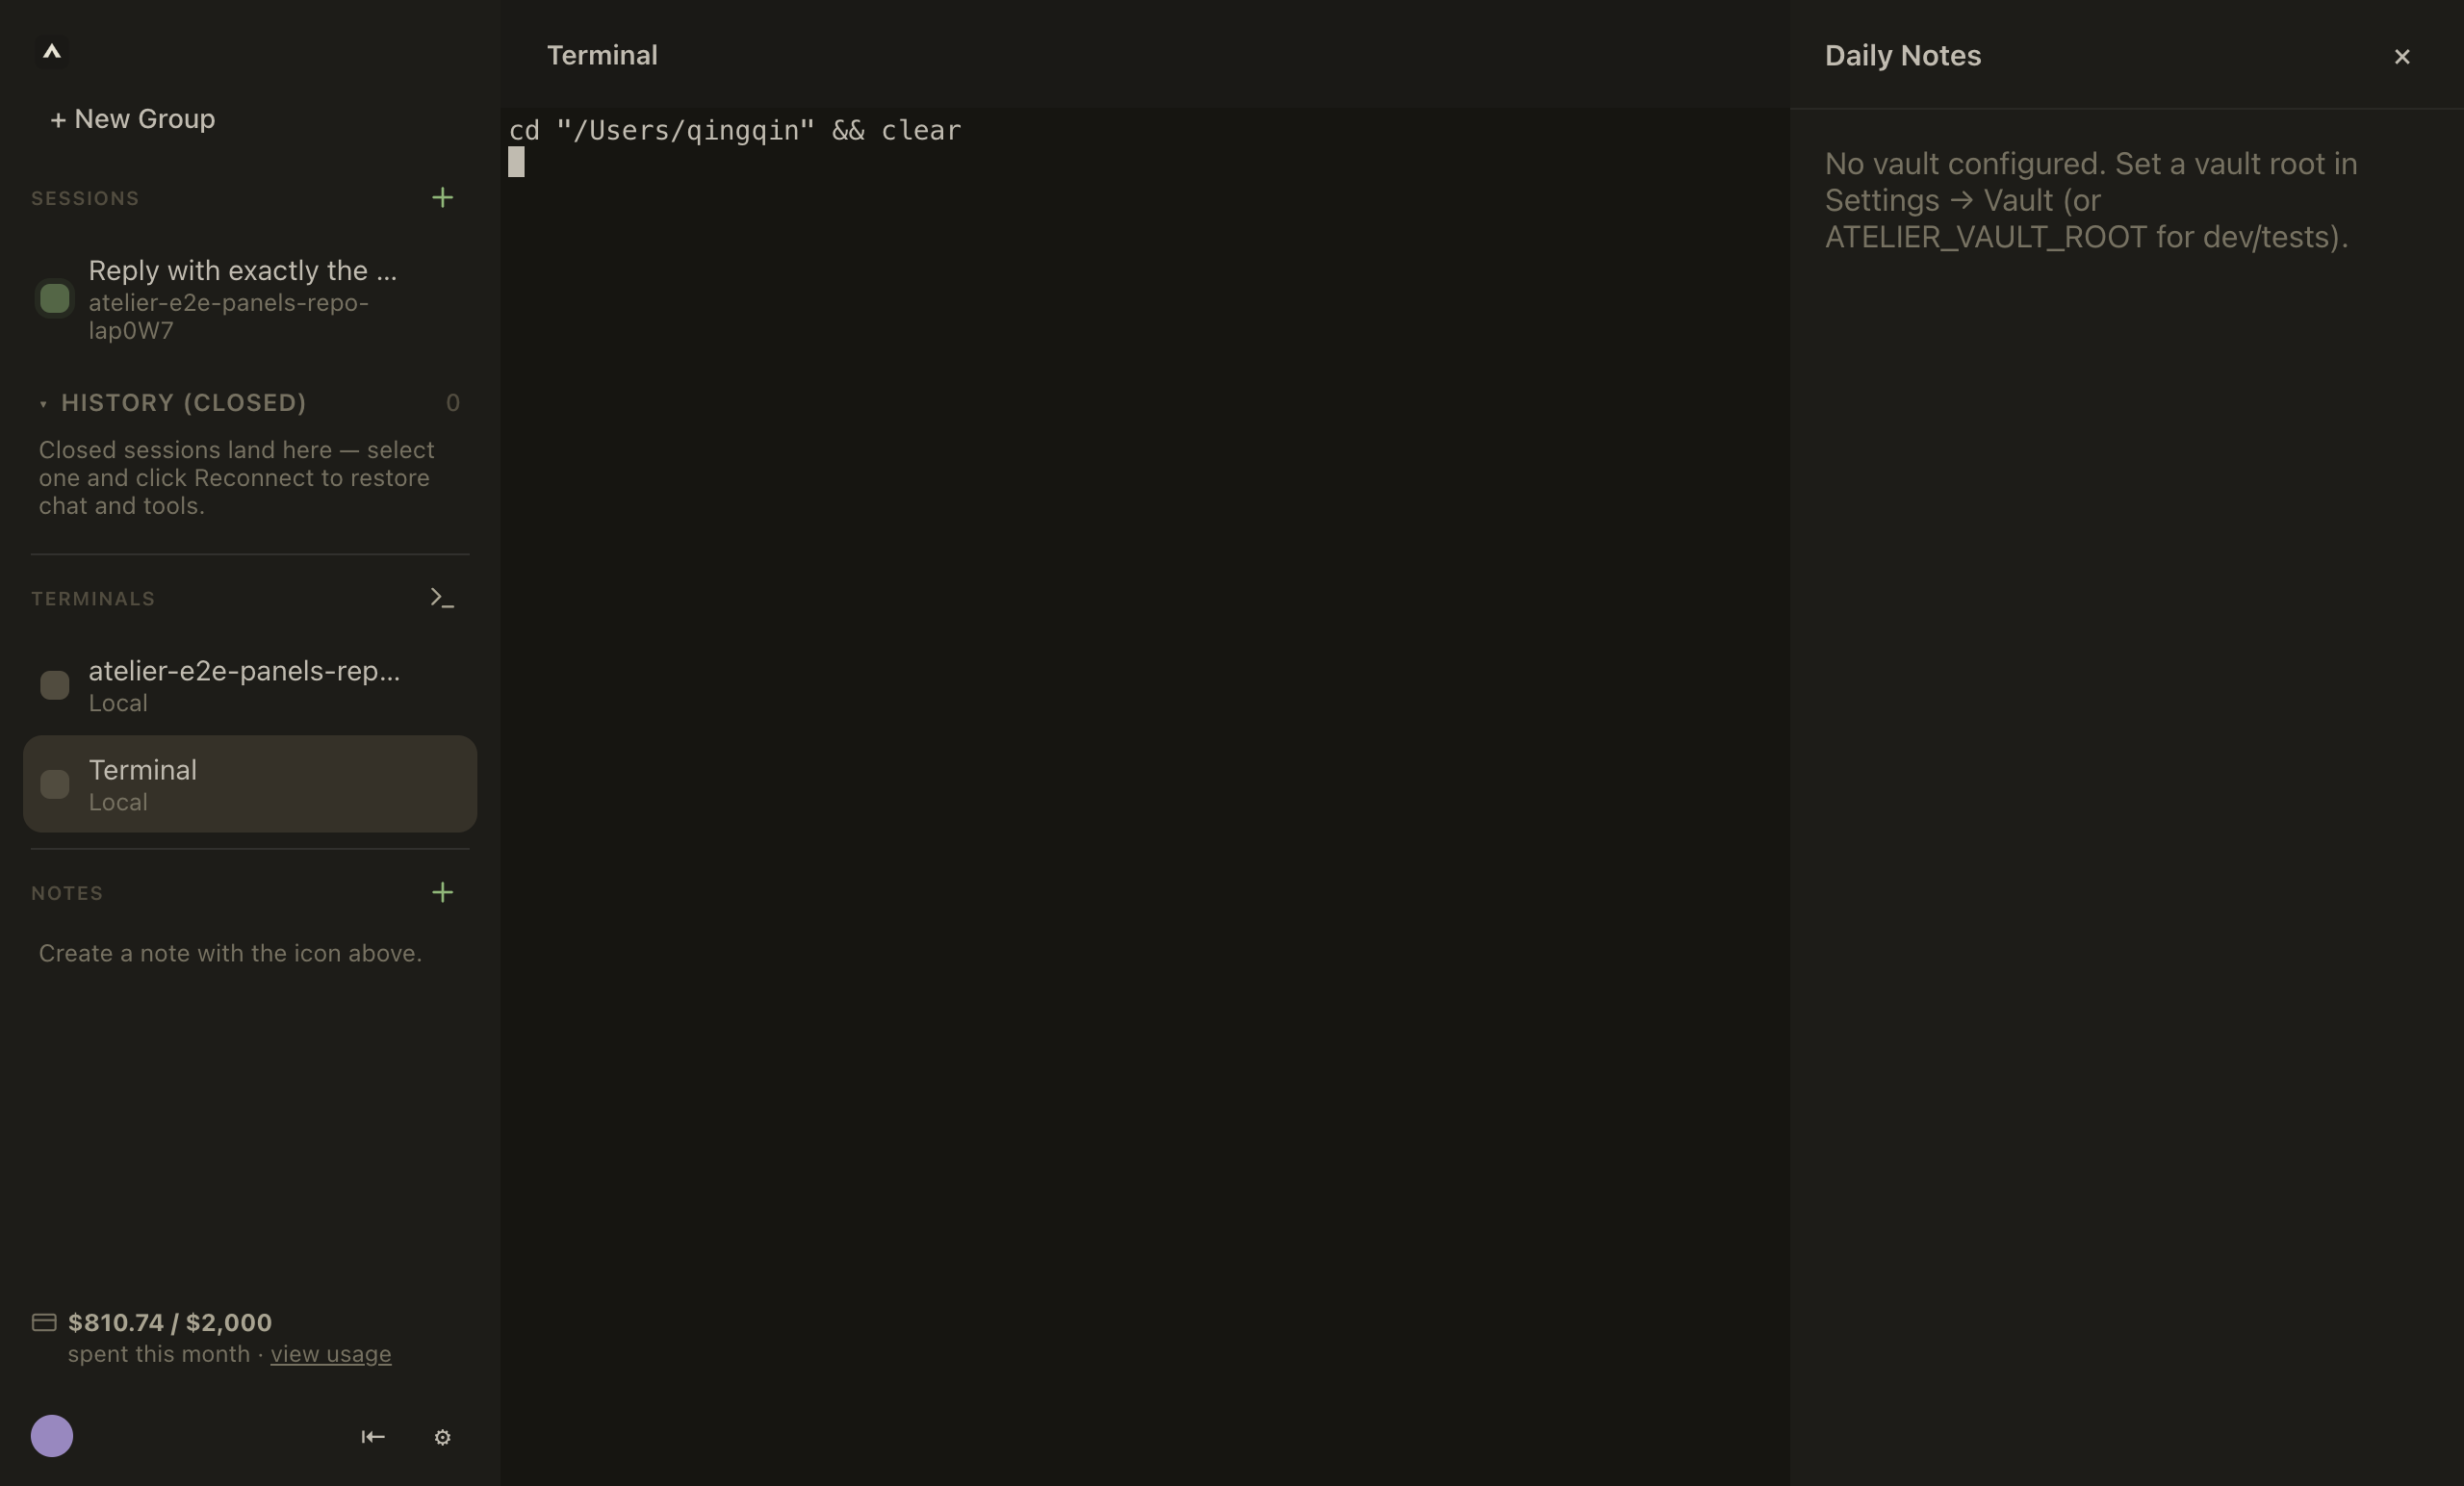 + New Group
SESSIONS
Reply with exactly the ...
atelier-e2e-panels-repo-
lap0W7
HISTORY (CLOSED) 0
Closed sessions land here — select
one and click Reconnect to restore
chat and tools.
TERMINALS
atelier-e2e-panels-rep...
Local
Terminal
Local
NOTES
Create a note with the icon above.
$810.74 / $2,000
spent this month · view usage
Terminal
cd "/Users/qingqin" && clear
Daily Notes
No vault configured. Set a vault root in
Settings → Vault (or
ATELIER_VAULT_ROOT for dev/tests).